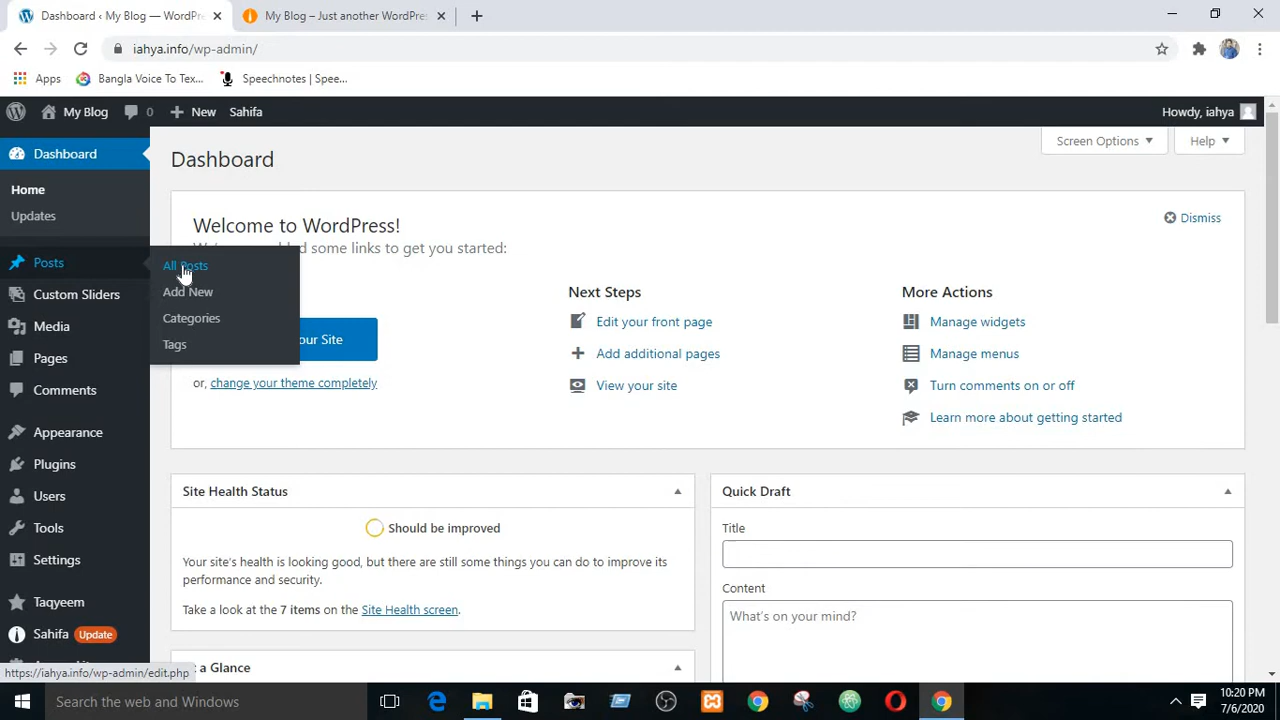 Dashboard ‹ My Blog — WordPr
My Blog – Just another WordPres
iahya.info/wp-admin/
Apps
Bangla Voice To Tex...
Speechnotes | Spee...
My Blog
0
New
Sahifa
Howdy, iahya
Dashboard
Home
Updates
Posts
Custom Sliders
Media
Pages
Comments
Appearance
Plugins
Users
Tools
Settings
Taqyeem
Sahifa Update
All Posts
Add New
Categories
Tags
Dashboard
Screen Options
Help
Welcome to WordPress!
some links to get you started:
Dismiss
our Site
or, change your theme completely
Next Steps
Edit your front page
Add additional pages
View your site
More Actions
Manage widgets
Manage menus
Turn comments on or off
Learn more about getting started
Site Health Status
Should be improved
Your site's health is looking good, but there are still some things you can do to improve its
performance and security.
Take a look at the 7 items on the Site Health screen.
a Glance
Quick Draft
Title
Content
What's on your mind?
https://iahya.info/wp-admin/edit.php
Search the web and Windows
10:20 PM
7/6/2020